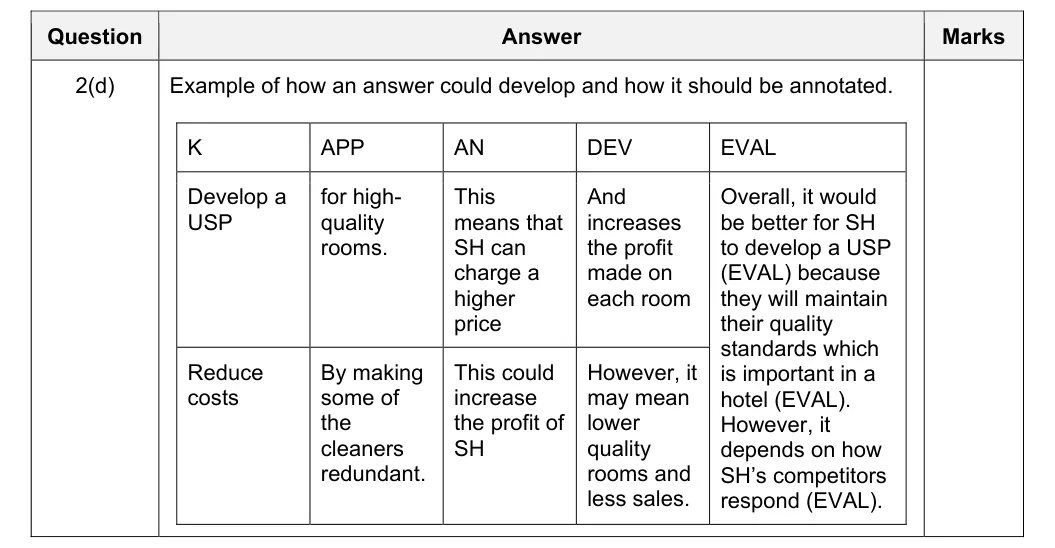 Question Answer Marks
2(d) Example of how an answer could develop and how it should be annotated.
K APP AN DEV EVAL
Develop a
USP
for high-
quality
rooms.
This
means that
SH can
charge a
higher
price
And
increases
the profit
made on
each room
Overall, it would
be better for SH
to develop a USP
(EVAL) because
they will maintain
their quality
standards which
is important in a
hotel (EVAL).
However, it
depends on how
SH’s competitors
respond (EVAL).
Reduce
costs
By making
some of
the
cleaners
redundant.
This could
increase
the profit of
SH
However, it
may mean
lower
quality
rooms and
less sales.